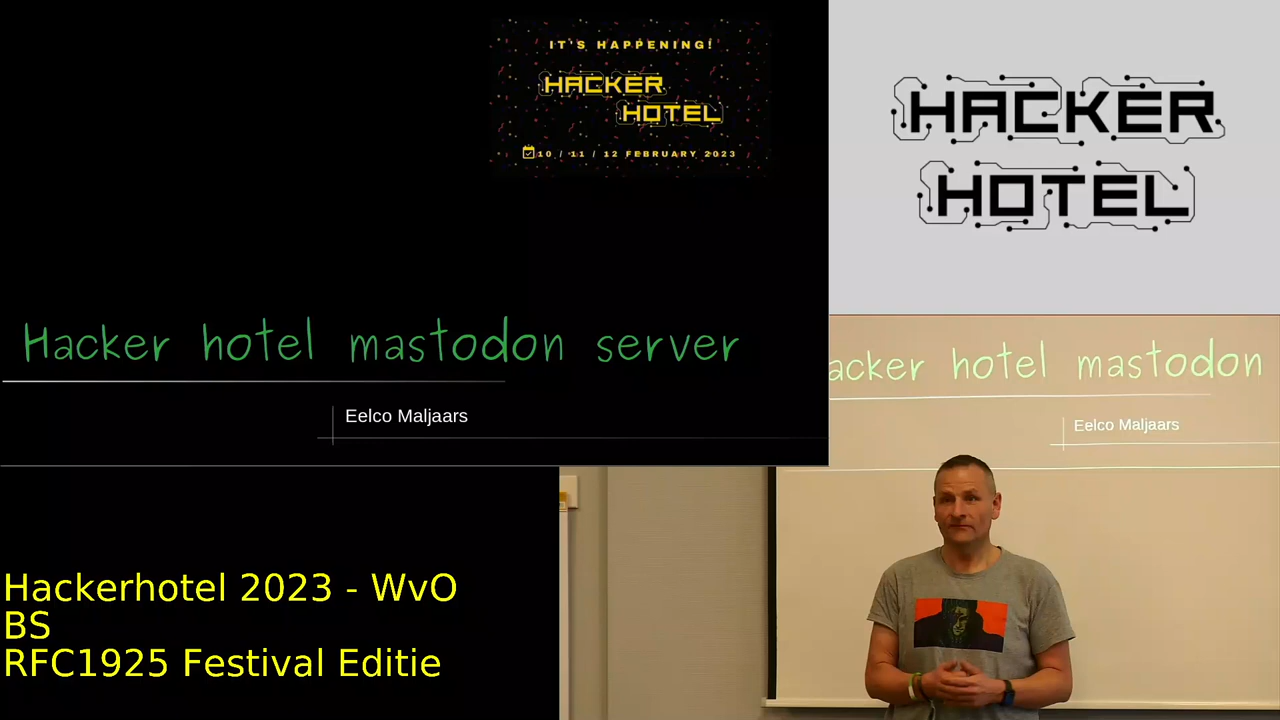 IT'S HAPPENING!
HACKER
HOTEL
10 / 11 / 12 FEBRUARY 2023
Hacker hotel mastodon server
Eelco Maljaars
HACKER
HOTEL
acker hotel mastodon
Eelco Maljaars
Hackerhotel 2023 - WvO
BS
RFC1925 Festival Editie